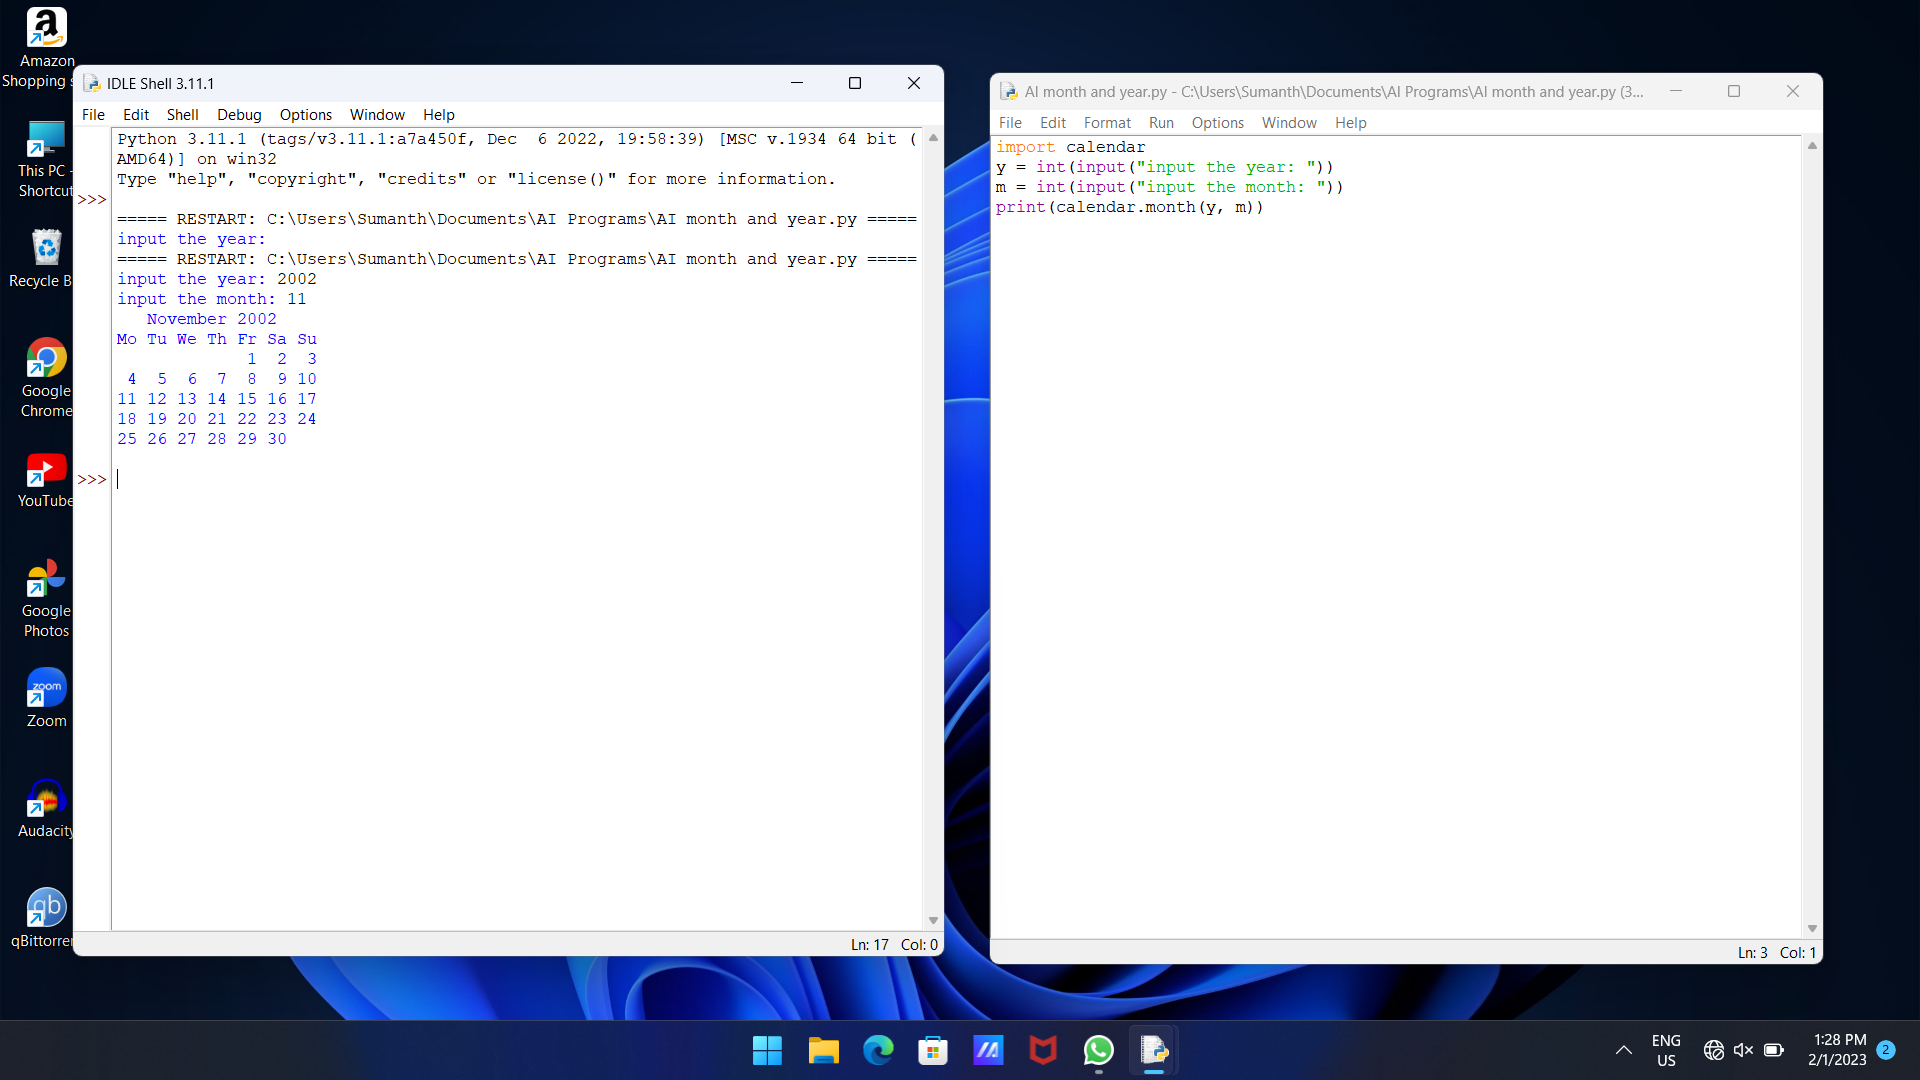 Amazon
Shopping
This PC -
Shortcut
Recycle B
Google
Chrome
YouTube
Google
Photos
zoom
Zoom
Audacity
qb
qBittorre
IDLE Shell 3.11.1
File Edit Shell Debug Options Window Help
Python 3.11.1 (tags/v3.11.1:a7a450f, Dec  6 2022, 19:58:39) [MSC v.1934 64 bit (
AMD64)] on win32
Type "help", "copyright", "credits" or "license()" for more information.
>>>
===== RESTART: C:\Users\Sumanth\Documents\AI Programs\AI month and year.py =====
input the year:
===== RESTART: C:\Users\Sumanth\Documents\AI Programs\AI month and year.py =====
input the year: 2002
input the month: 11
   November 2002
Mo Tu We Th Fr Sa Su
             1  2  3
 4  5  6  7  8  9 10
11 12 13 14 15 16 17
18 19 20 21 22 23 24
25 26 27 28 29 30
>>>
Ln: 17 Col: 0
AI month and year.py - C:\Users\Sumanth\Documents\AI Programs\AI month and year.py (3...
File Edit Format Run Options Window Help
import calendar
y = int(input("input the year: "))
m = int(input("input the month: "))
print(calendar.month(y, m))
Ln: 3 Col: 1
ENG
US
1:28 PM
2/1/2023
2